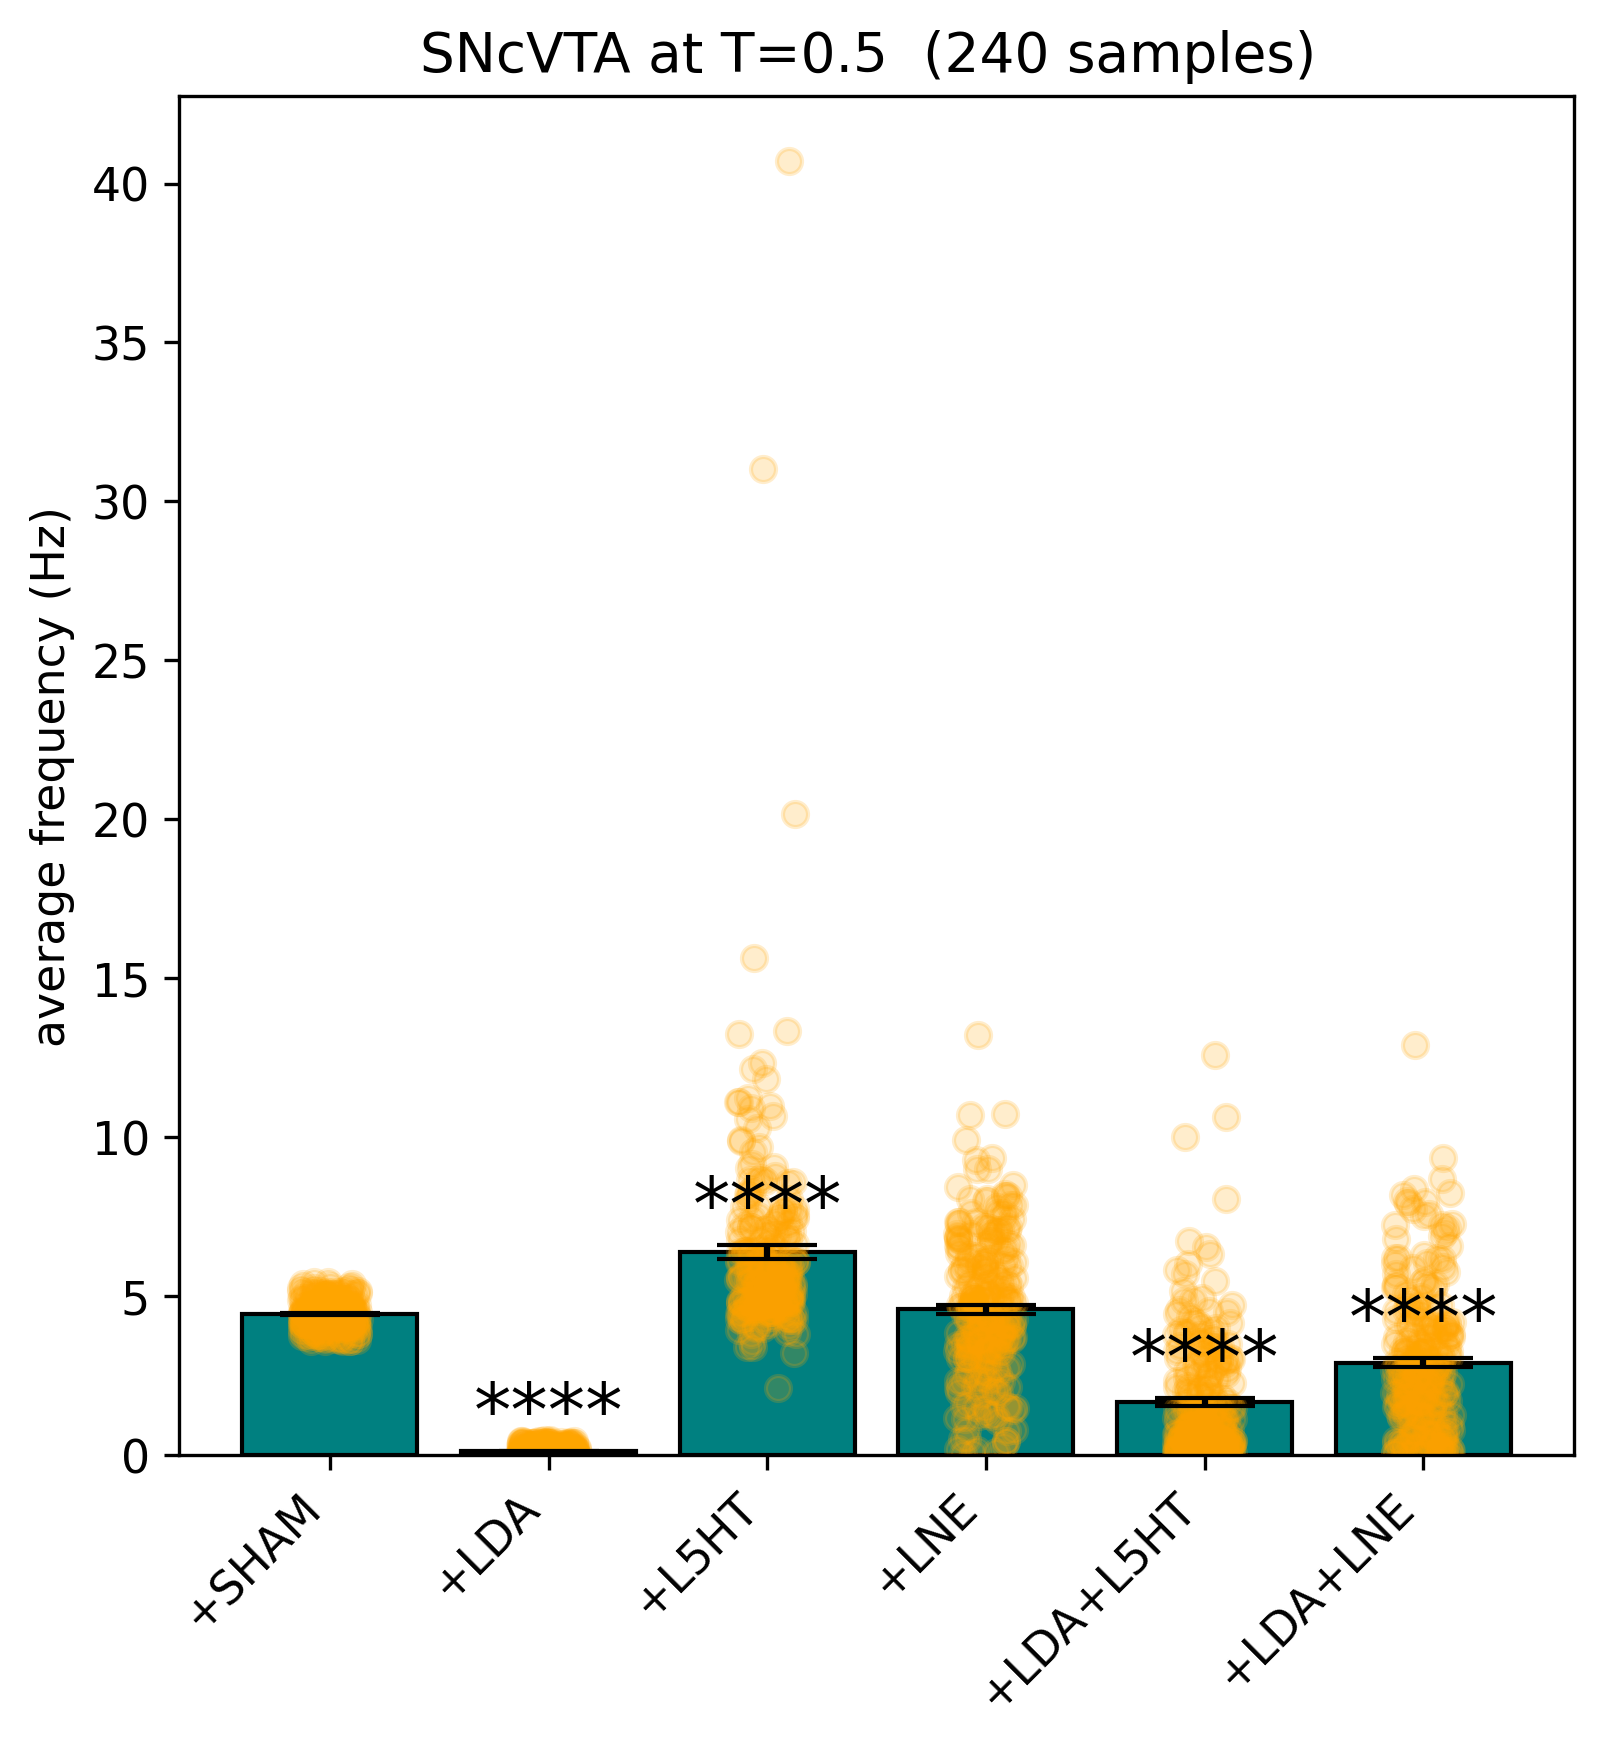 SNcVTA at T=0.5 (240 samples)
average frequency (Hz)
40
35
30
25
20
15
10
5
0
****
****
****
****
+SHAM
+LDA
+L5HT
+LNE
+LDA+L5HT
+LDA+LNE